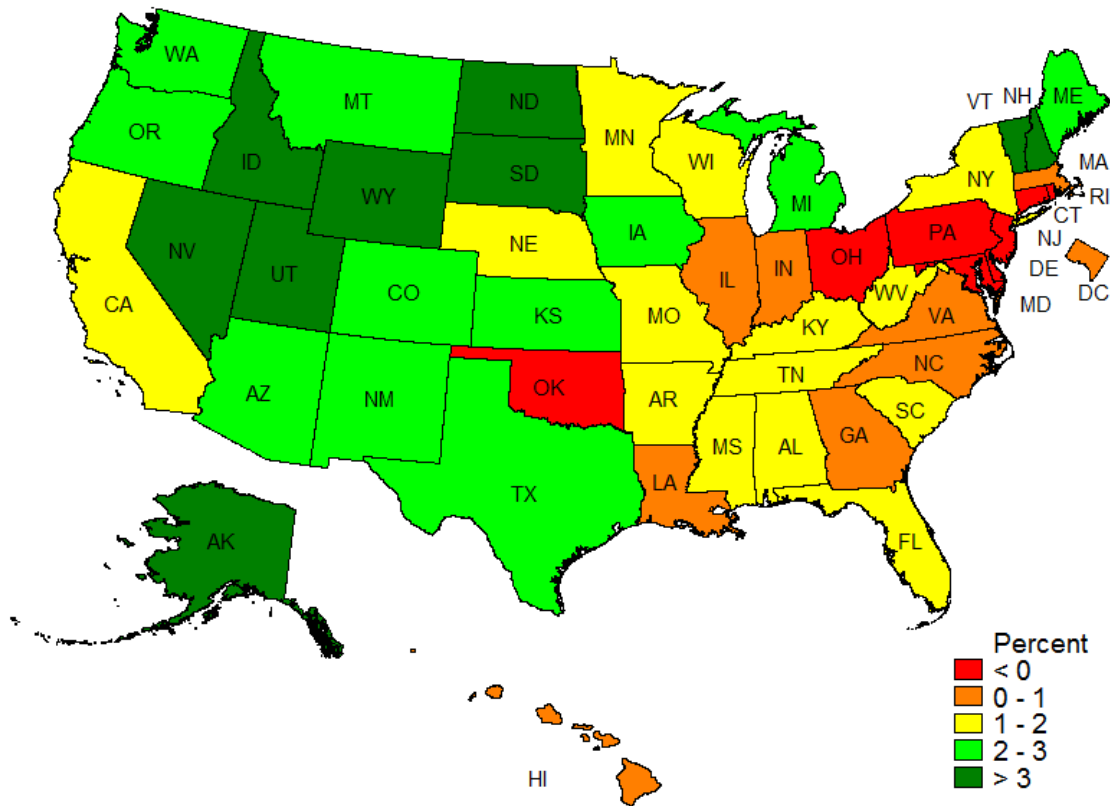 WA
MT
ND
MN
VT
NH
ME
OR
ID
WY
SD
WI
MI
NY
MA
RI
CT
NJ
NV
UT
CO
NE
IA
IL
IN
OH
PA
DE
DC
MD
CA
KS
MO
KY
WV
VA
AZ
NM
OK
AR
TN
NC
SC
TX
LA
MS
AL
GA
FL
AK
HI
Percent
< 0
0 - 1
1 - 2
2 - 3
> 3